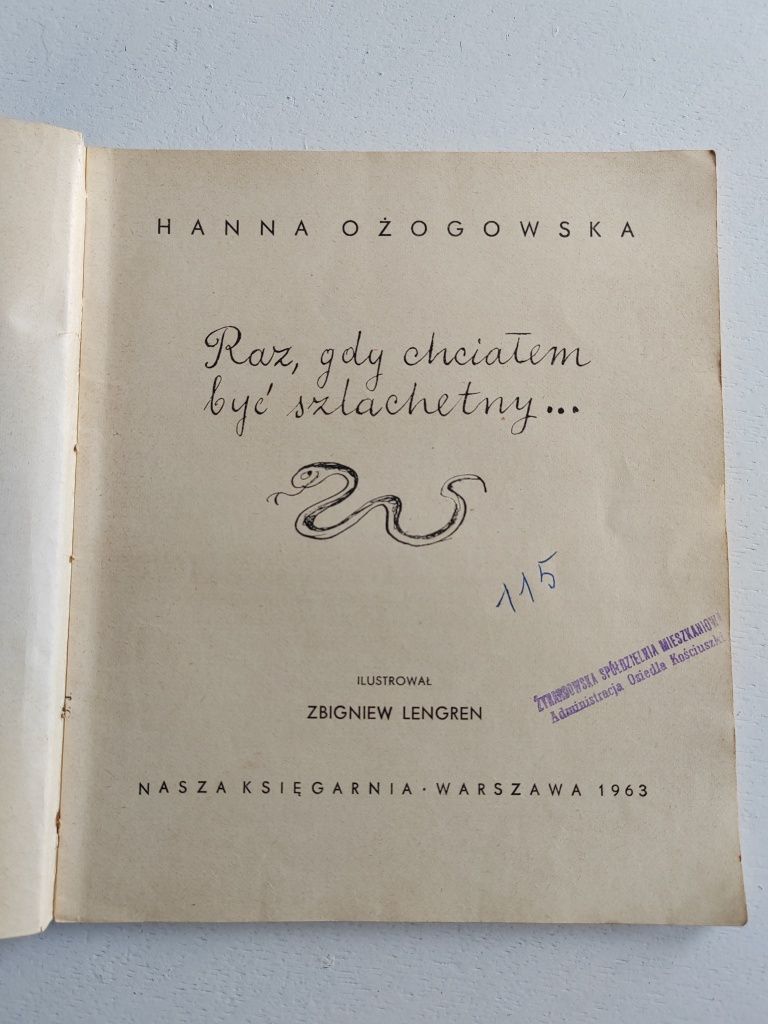 HANNA OŻOGOWSKA
Raz, gdy chciałem
być szlachetny...
115
ŻYRARDOWSKA SPÓŁDZIELNIA MIESZKANIOWA
Administracja Osiedla Kościuszki
ILUSTROWAŁ
ZBIGNIEW LENGREN
NASZA KSIĘGARNIA · WARSZAWA 1963